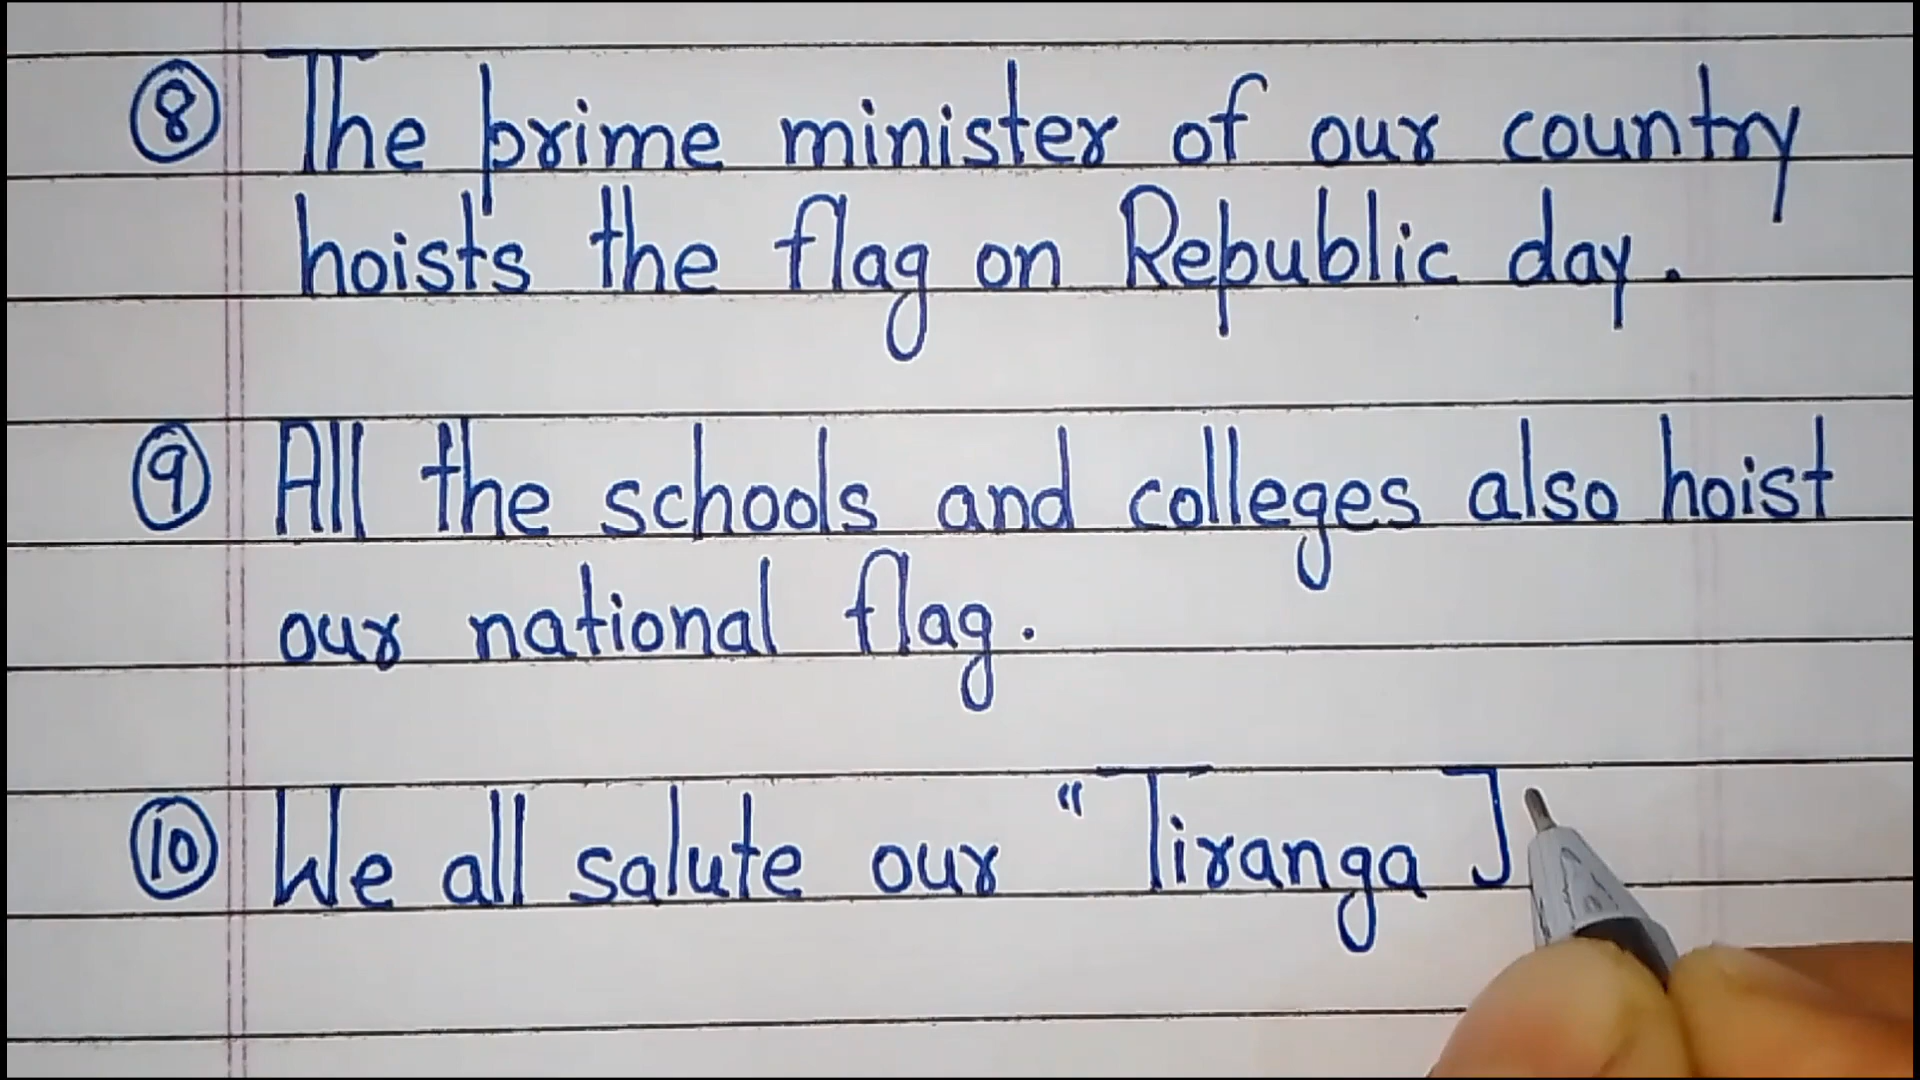 8 The prime minister of our country
hoists the flag on Republic day.
9 All the schools and colleges also hoist
our national flag.
10 We all salute our "Tiranga J